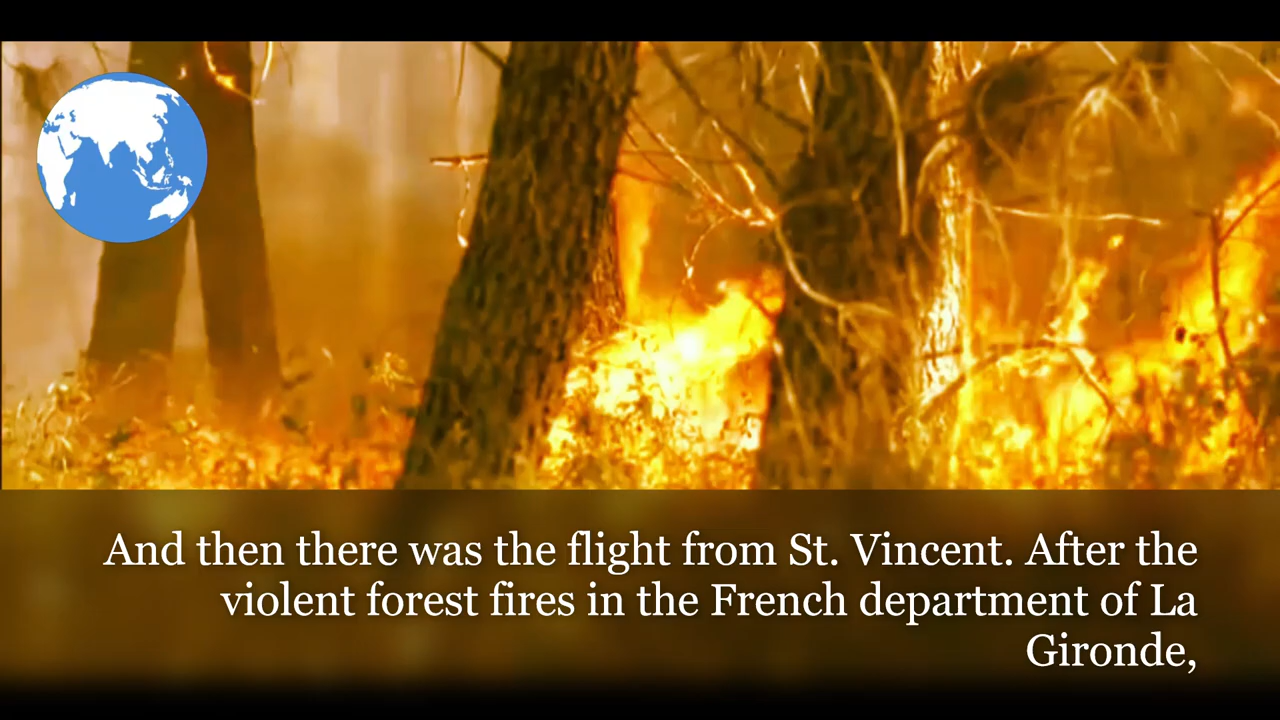 And then there was the flight from St. Vincent. After the
violent forest fires in the French department of La
Gironde,